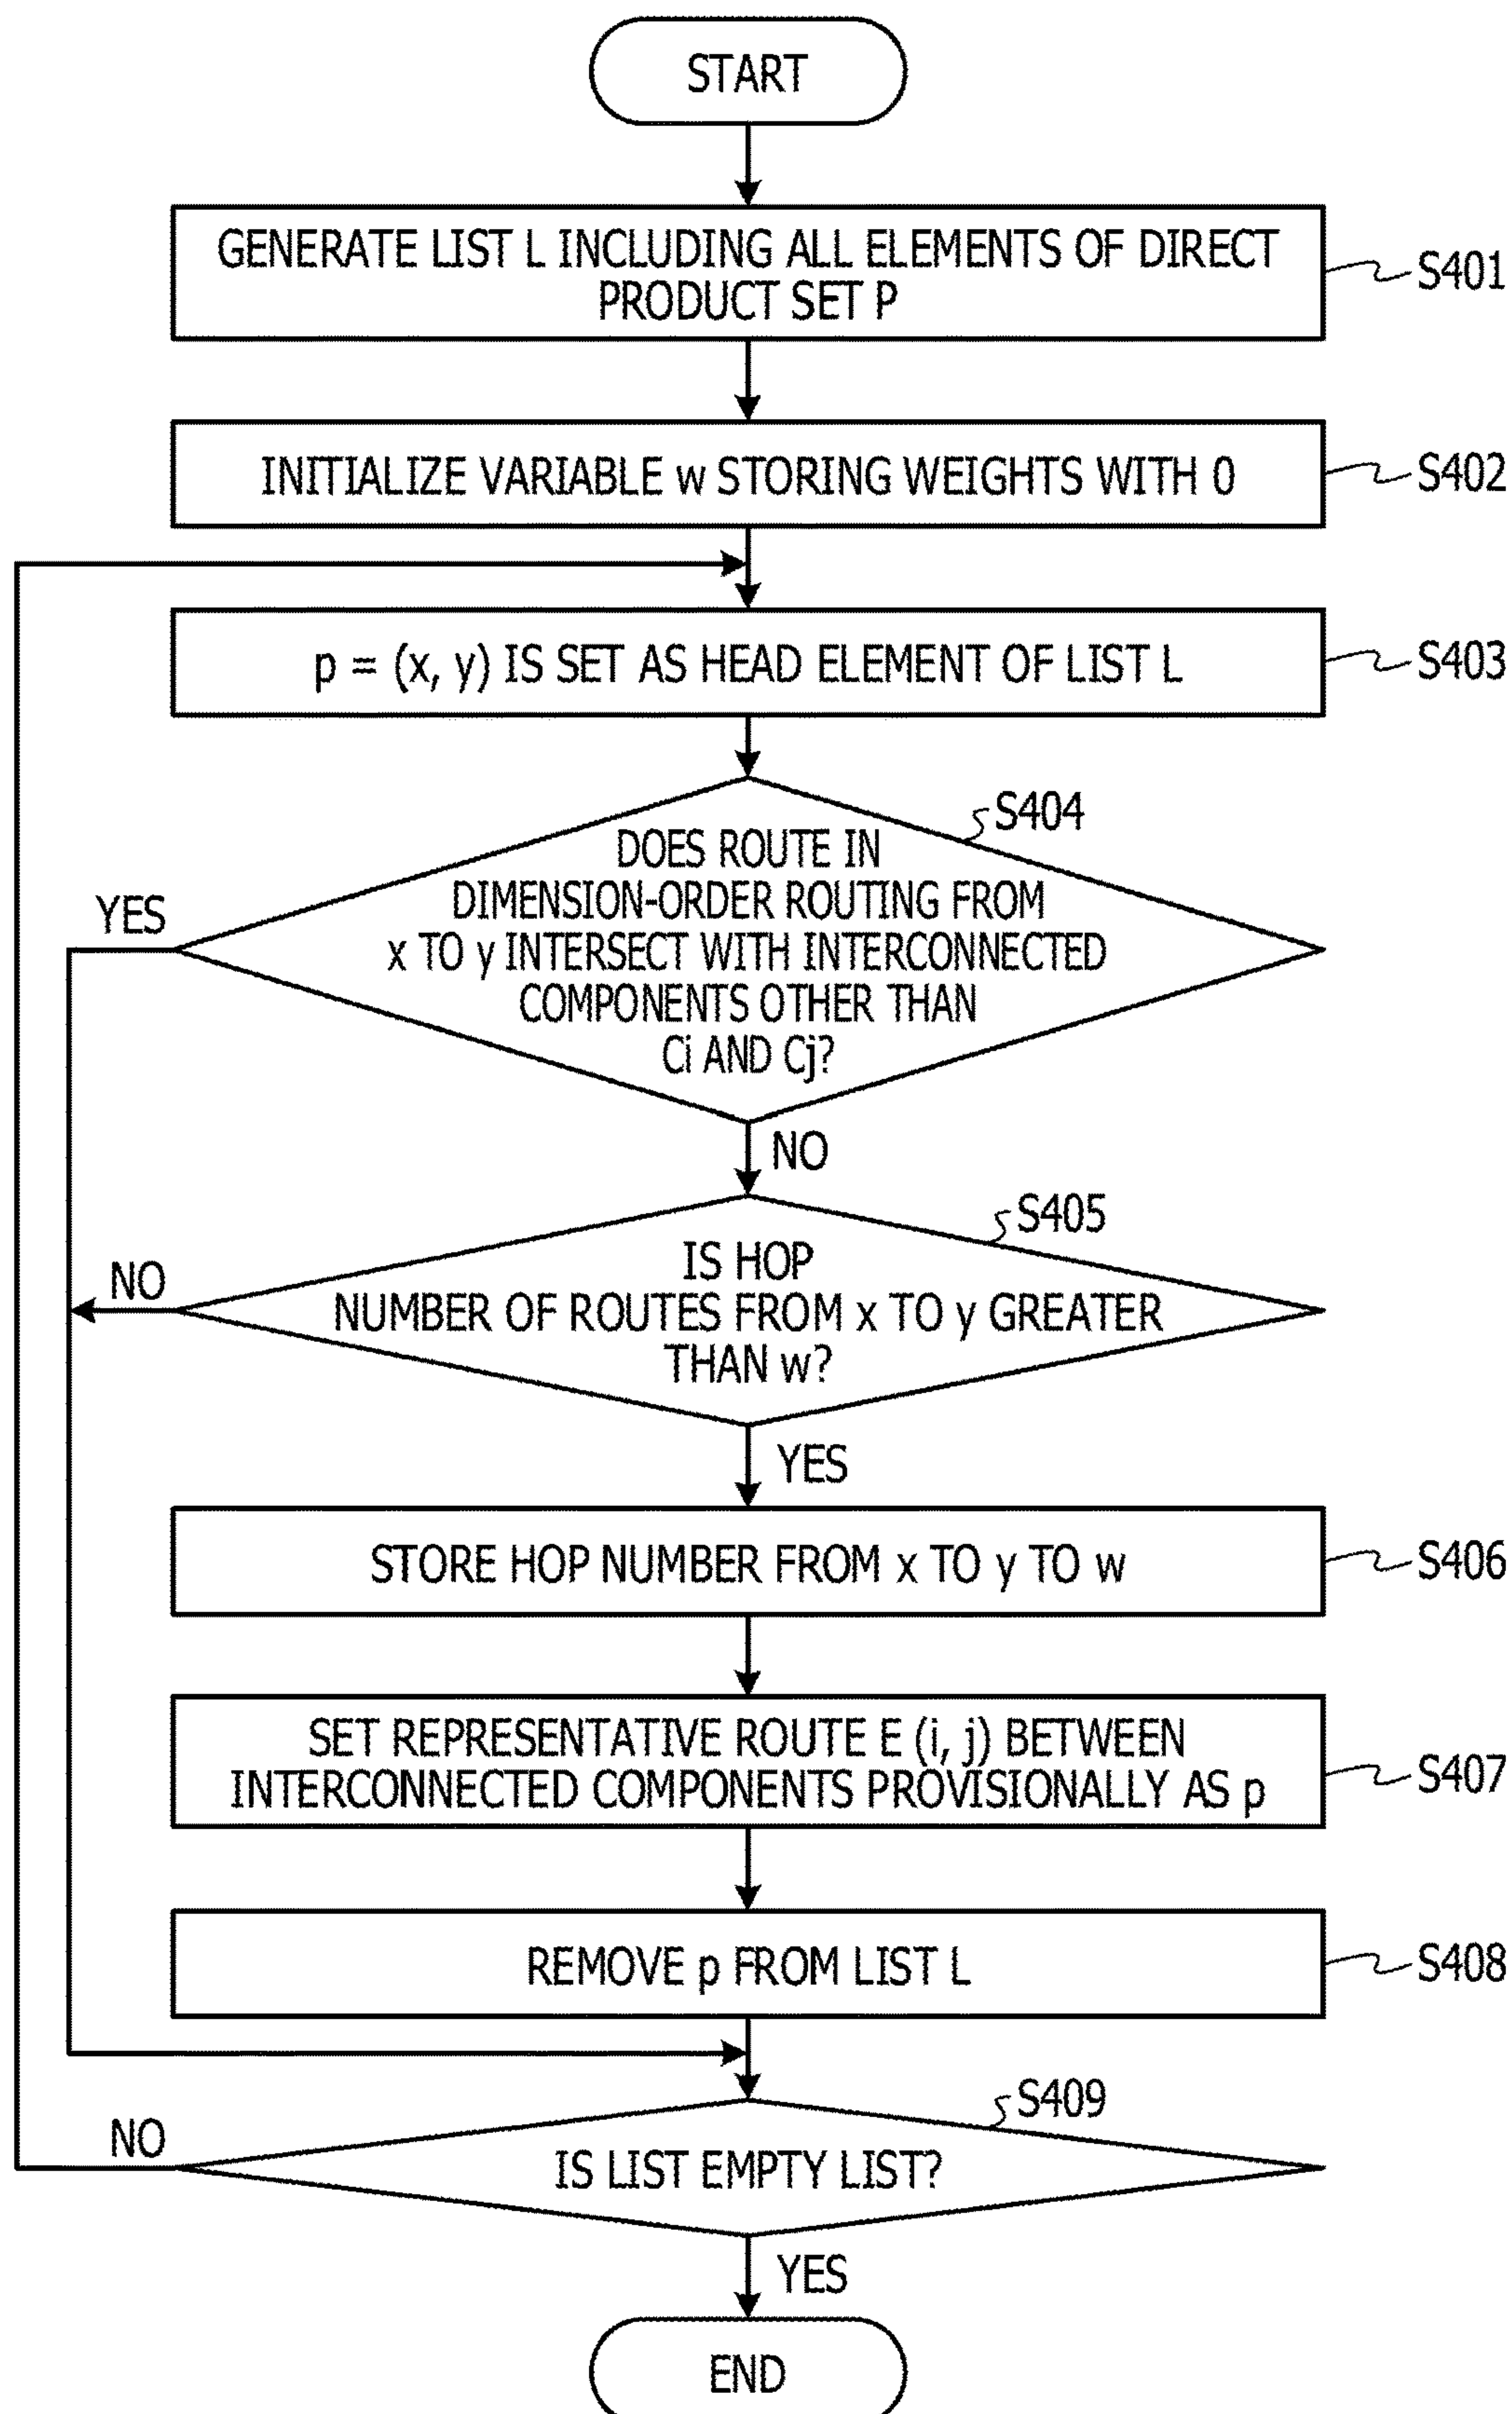 START
GENERATE LIST L INCLUDING ALL ELEMENTS OF DIRECT
PRODUCT SET P
S401
INITIALIZE VARIABLE w STORING WEIGHTS WITH 0
S402
p = (x, y) IS SET AS HEAD ELEMENT OF LIST L
S403
S404
DOES ROUTE IN
DIMENSION-ORDER ROUTING FROM
x TO y INTERSECT WITH INTERCONNECTED
COMPONENTS OTHER THAN
Ci AND Cj?
YES
NO
S405
IS HOP
NUMBER OF ROUTES FROM x TO y GREATER
THAN w?
NO
YES
STORE HOP NUMBER FROM x TO y TO w
S406
SET REPRESENTATIVE ROUTE E (i, j) BETWEEN
INTERCONNECTED COMPONENTS PROVISIONALLY AS p
S407
REMOVE p FROM LIST L
S408
S409
IS LIST EMPTY LIST?
NO
YES
END